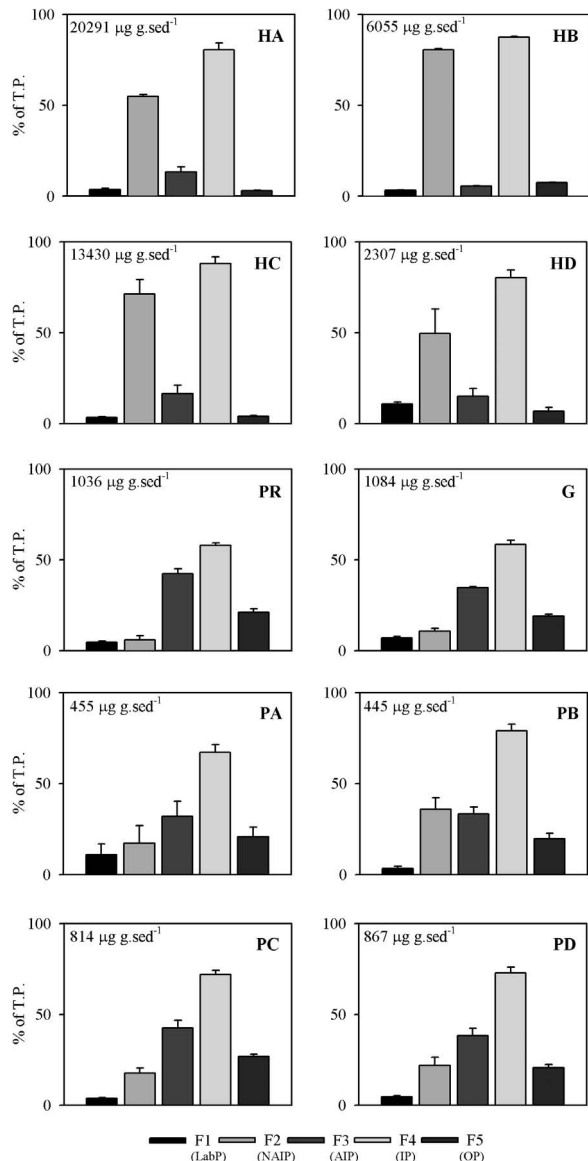 20291 μg g.sed⁻¹ HA
6055 μg g.sed⁻¹ HB
% of T.P.
100
50
0
100
50
0
13430 μg g.sed⁻¹ HC
2307 μg g.sed⁻¹ HD
% of T.P.
100
50
0
100
50
0
1036 μg g.sed⁻¹ PR
1084 μg g.sed⁻¹ G
% of T.P.
100
50
0
100
50
0
455 μg g.sed⁻¹ PA
445 μg g.sed⁻¹ PB
% of T.P.
100
50
0
100
50
0
814 μg g.sed⁻¹ PC
867 μg g.sed⁻¹ PD
% of T.P.
100
50
0
100
50
0
F1 F2 F3 F4 F5
(LabP) (NAIP) (AIP) (IP) (OP)